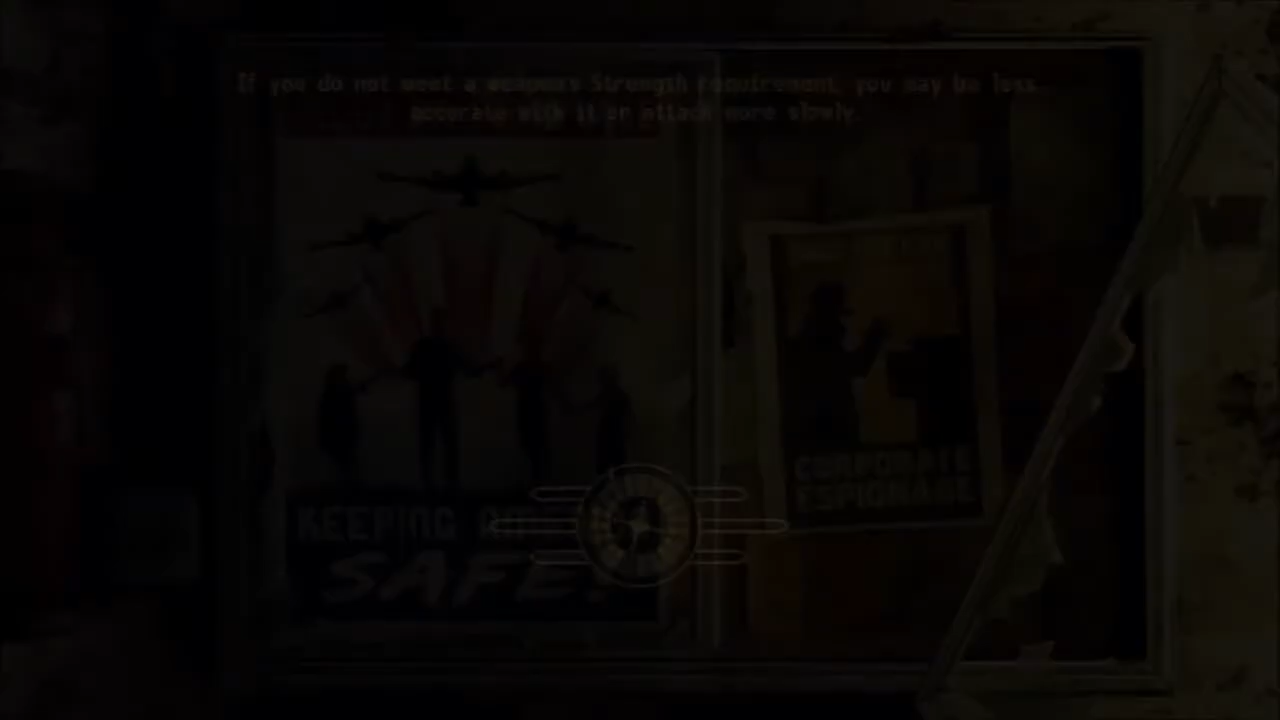 If you do not meet a weapon's Strength requirement, you may be less
accurate with it or attack more slowly.
CORPORATE
ESPIONAGE
KEEPING
SAFE!